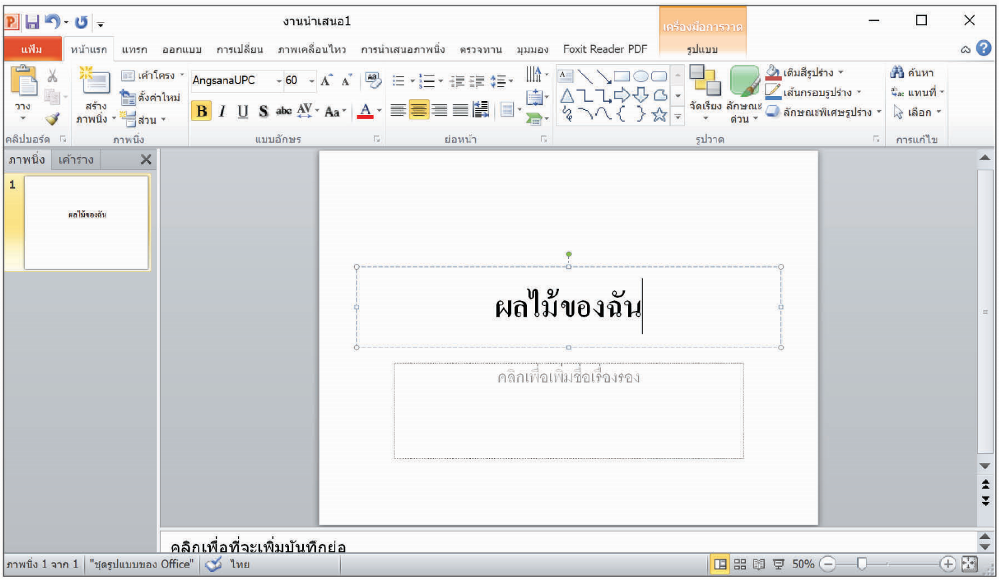 งานนำเสนอ1
เครื่องมือการวาด
แฟ้ม หน้าแรก แทรก ออกแบบ การเปลี่ยน ภาพเคลื่อนไหว การนำเสนอภาพนิ่ง ตรวจทาน มุมมอง Foxit Reader PDF รูปแบบ
วาง
สร้าง
ภาพนิ่ง
เค้าโครง
ตั้งค่าใหม่
ส่วน
AngsanaUPC 60
B I U S abc AV Aa A
จัดเรียง
ลักษณะ
ด่วน
เติมสีรูปร่าง
เส้นกรอบรูปร่าง
ลักษณะพิเศษรูปร่าง
ค้นหา
แทนที่
เลือก
คลิปบอร์ด ภาพนิ่ง แบบอักษร ย่อหน้า รูปวาด การแก้ไข
ภาพนิ่ง เค้าร่าง
1
ผลไม้ของฉัน
ผลไม้ของฉัน
คลิกเพื่อเพิ่มชื่อเรื่องรอง
คลิกเพื่อที่จะเพิ่มบันทึกย่อ
ภาพนิ่ง 1 จาก 1 "ชุดรูปแบบของ Office" ไทย 50%